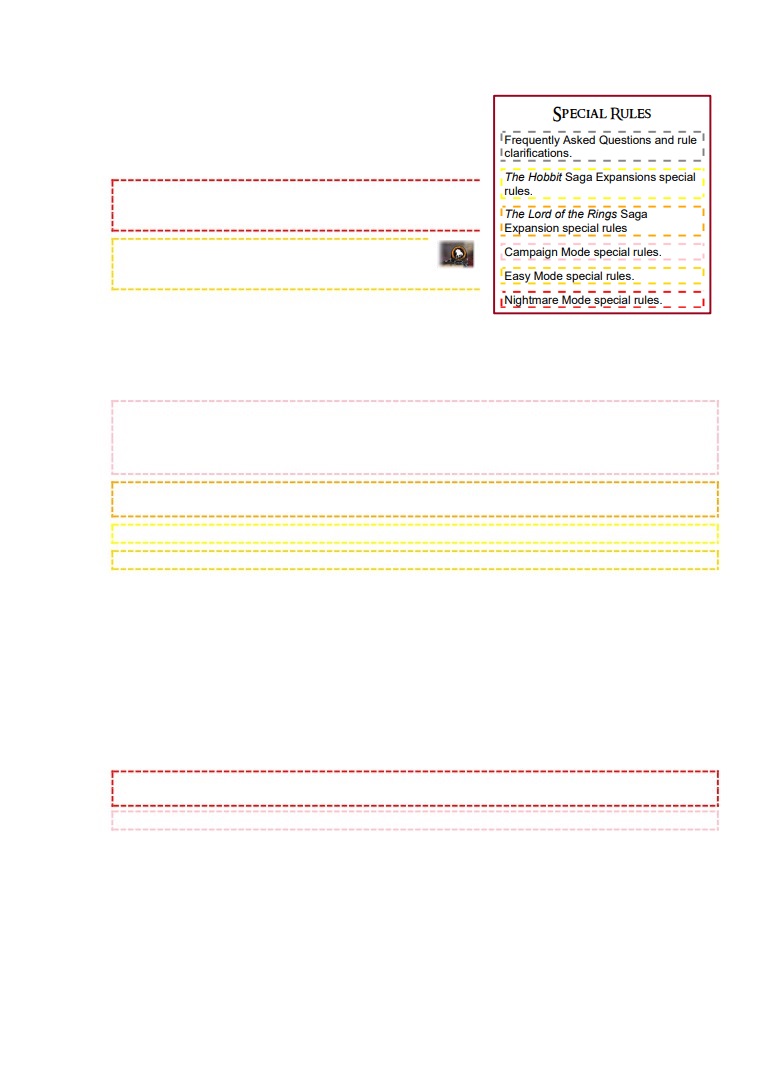 SPECIAL RULES
Frequently Asked Questions and rule
clarifications.
The Hobbit Saga Expansions special
rules.
The Lord of the Rings Saga
Expansion special rules
Campaign Mode special rules.
Easy Mode special rules.
Nightmare Mode special rules.